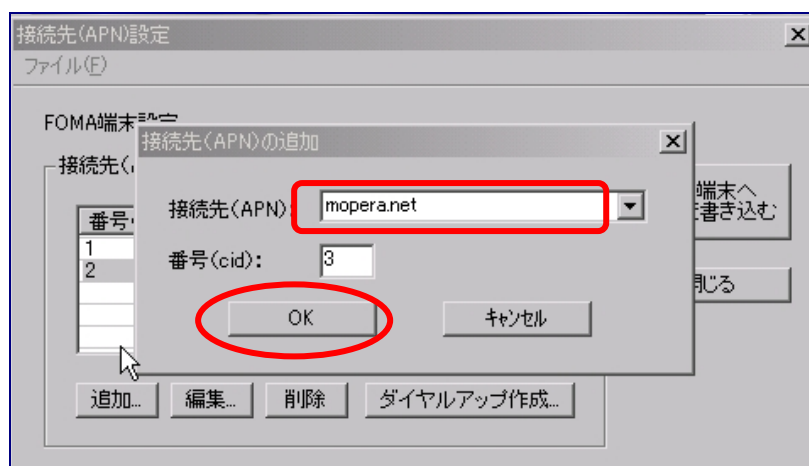 接続先(APN)設定
ファイル(F)
FOMA端末
接続先(APN)の追加
接続先(
接続先(APN):
mopera.net
端末へ
書き込む
番号
1
2
番号(cid):
3
閉じる
OK
キャンセル
追加...
編集...
削除
ダイヤルアップ作成...